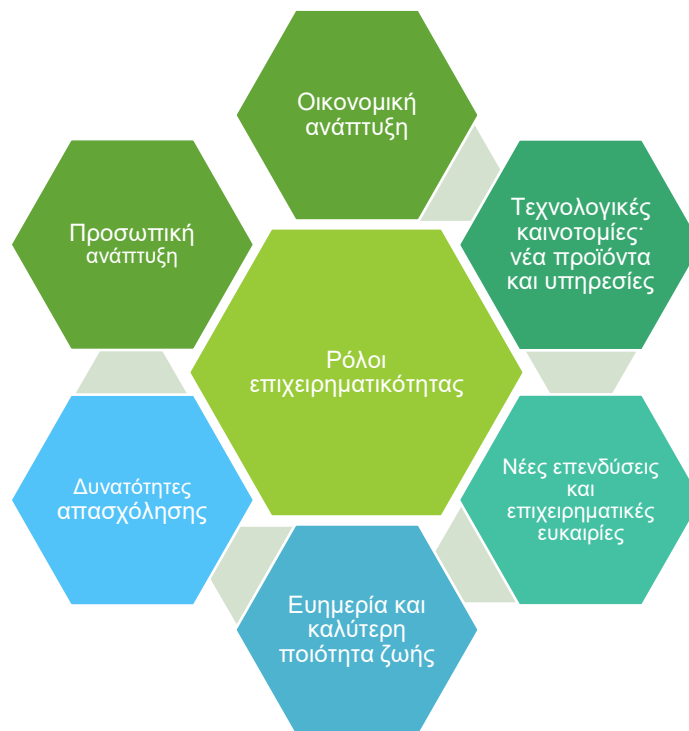 Οικονομική
ανάπτυξη
Τεχνολογικές
καινοτομίες·
νέα προϊόντα
και υπηρεσίες
Νέες επενδύσεις
και
επιχειρηματικές
ευκαιρίες
Ευημερία και
καλύτερη
ποιότητα ζωής
Δυνατότητες
απασχόλησης
Προσωπική
ανάπτυξη
Ρόλοι
επιχειρηματικότητας